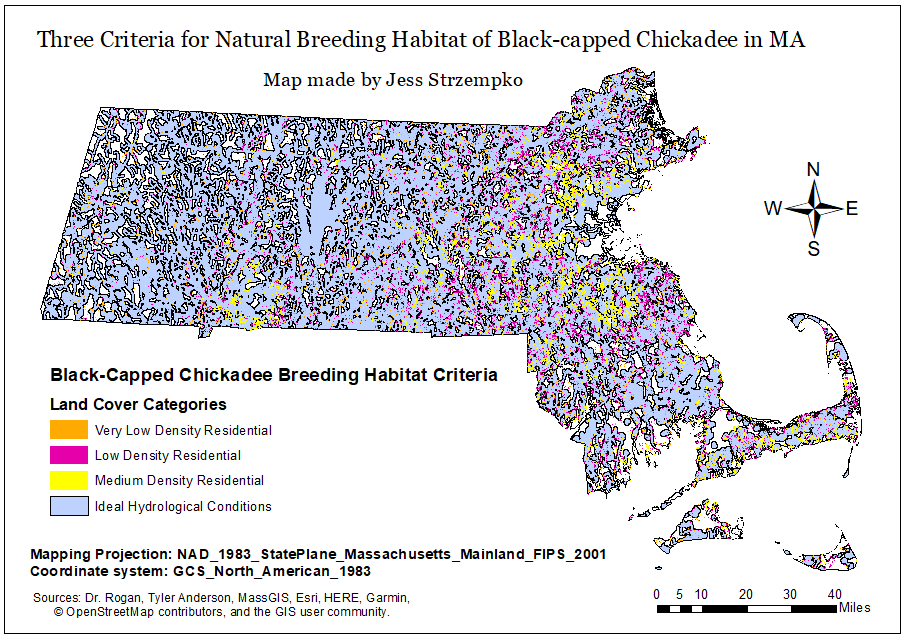 Three Criteria for Natural Breeding Habitat of Black-capped Chickadee in MA
Map made by Jess Strzempko
N
W E
S
Black-Capped Chickadee Breeding Habitat Criteria
Land Cover Categories
Very Low Density Residential
Low Density Residential
Medium Density Residential
Ideal Hydrological Conditions
Mapping Projection: NAD_1983_StatePlane_Massachusetts_Mainland_FIPS_2001
Coordinate system: GCS_North_American_1983
Sources: Dr. Rogan, Tyler Anderson, MassGIS, Esri, HERE, Garmin,
© OpenStreetMap contributors, and the GIS user community.
0 5 10 20 30 40
Miles